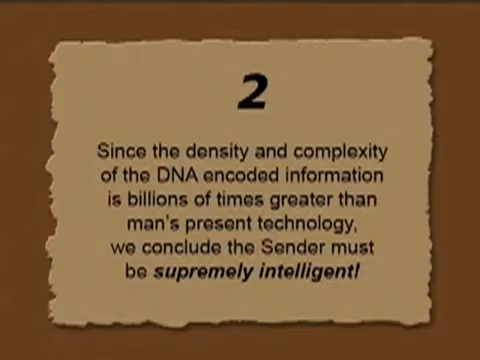 2
Since the density and complexity
of the DNA encoded information
is billions of times greater than
man's present technology,
we conclude the Sender must
be supremely intelligent!